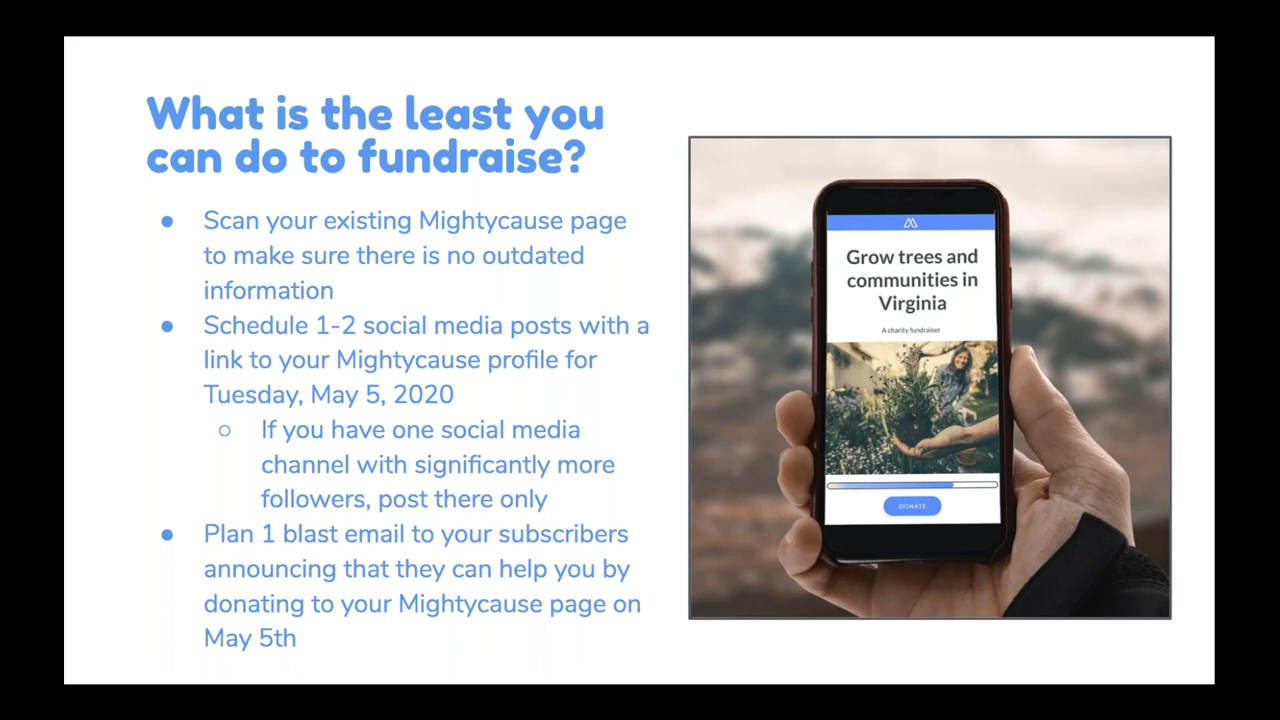 What is the least you
can do to fundraise?
● Scan your existing Mightycause page
to make sure there is no outdated
information
● Schedule 1-2 social media posts with a
link to your Mightycause profile for
Tuesday, May 5, 2020
○ If you have one social media
channel with significantly more
followers, post there only
● Plan 1 blast email to your subscribers
announcing that they can help you by
donating to your Mightycause page on
May 5th
Grow trees and
communities in
Virginia
A charity fundraiser
DONATE